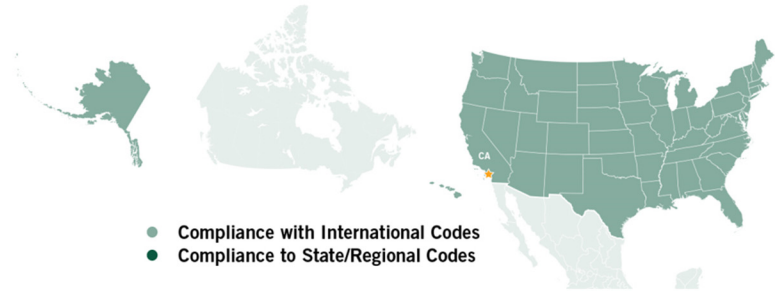 CA
Compliance with International Codes
Compliance to State/Regional Codes